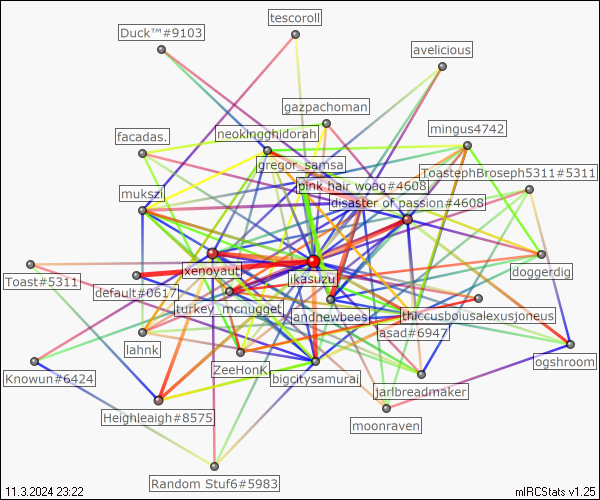 tescoroll
Duck™#9103
avelicious
gazpachoman
neokingghidorah
mingus4742
facadas.
gregor_samsa
ToastephBroseph5311#5311
pink hair woag#4608
mukszi
disaster of passion#4608
xenoyaut
ikasuzu
doggerdig
Toast#5311
default#0617
turkey_mcnugget
andnewbees
thiccusboiusalexusjoneus
asad#6947
lahnk
ZeeHonK
bigcitysamurai
ogshroom
Knowun#6424
jarlbreadmaker
Heighleagh#8575
moonraven
Random Stuf6#5983
11.3.2024 23:22
mIRCStats v1.25